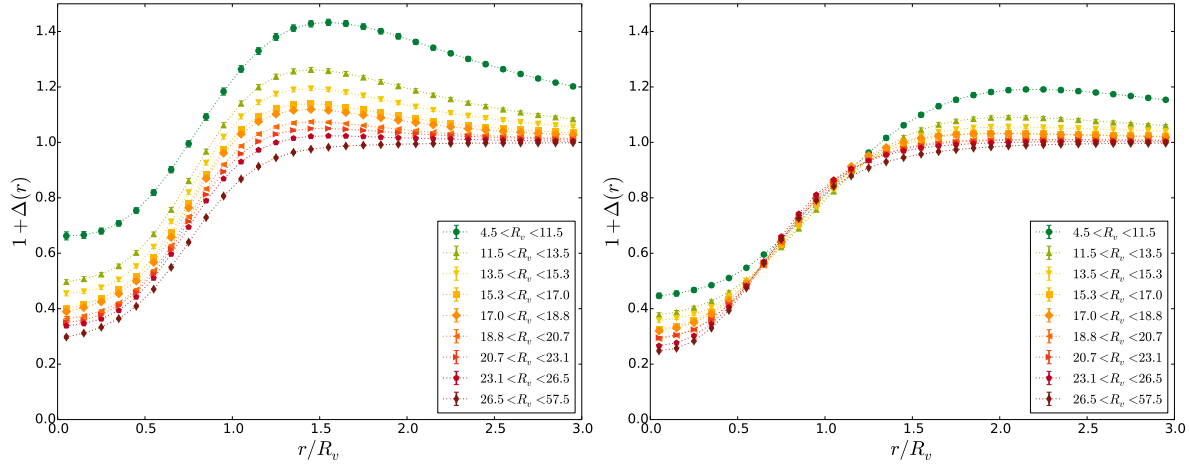 1.4
1.2
1.0
0.8
0.6
0.4
0.2
0.0
1 + Δ(r)
4.5 <R_v <11.5
11.5 <R_v <13.5
13.5 <R_v <15.3
15.3 <R_v <17.0
17.0 <R_v <18.8
18.8 <R_v <20.7
20.7 <R_v <23.1
23.1 <R_v <26.5
26.5 <R_v <57.5
0.0 0.5 1.0 1.5 2.0 2.5 3.0
r/R_v
1.4
1.2
1.0
0.8
0.6
0.4
0.2
0.0
1 + Δ(r)
4.5 <R_v <11.5
11.5 <R_v <13.5
13.5 <R_v <15.3
15.3 <R_v <17.0
17.0 <R_v <18.8
18.8 <R_v <20.7
20.7 <R_v <23.1
23.1 <R_v <26.5
26.5 <R_v <57.5
0.0 0.5 1.0 1.5 2.0 2.5 3.0
r/R_v